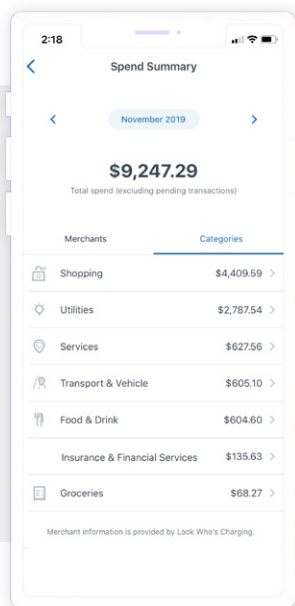 2:18
Spend Summary
November 2019
$9,247.29
Total spend (excluding pending transactions)
Merchants Categories
Shopping $4,409.59
Utilities $2,787.54
Services $627.56
Transport & Vehicle $605.10
Food & Drink $604.60
Insurance & Financial Services $135.63
Groceries $68.27
Merchant information is provided by Look Who's Charging.